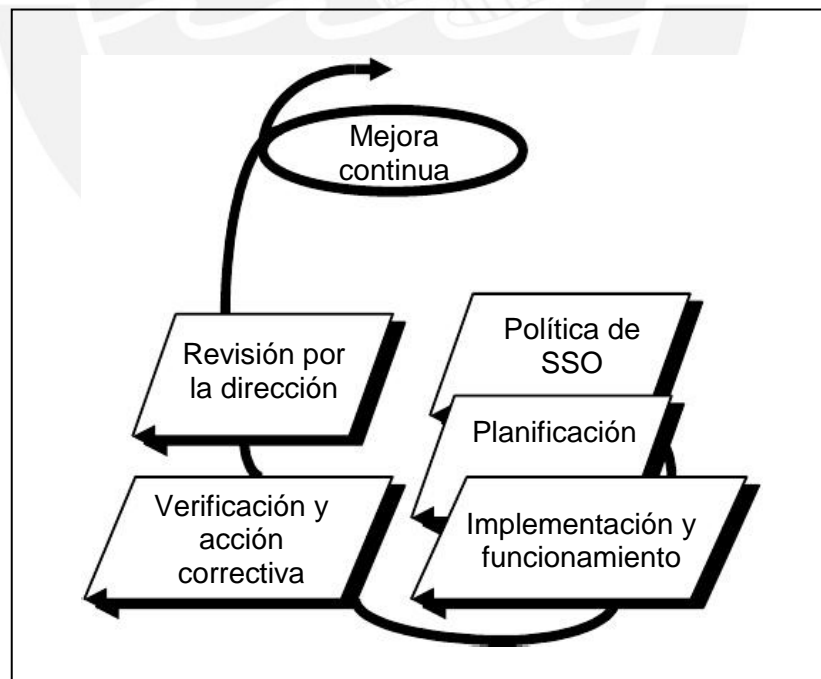 Mejora
continua
Política de
SSO
Planificación
Implementación y
funcionamiento
Verificación y
acción
correctiva
Revisión por
la dirección